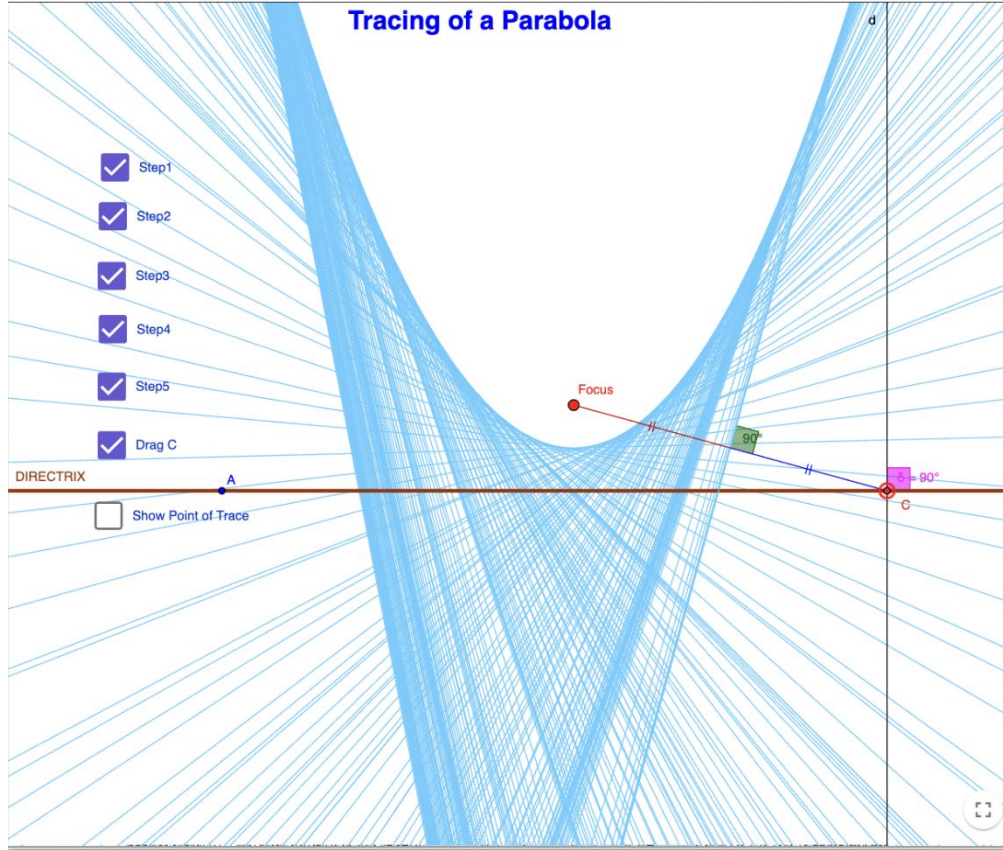 Tracing of a Parabola
d
Step1
Step2
Step3
Step4
Step5
Focus
90°
Drag C
DIRECTRIX
A
δ = 90°
C
Show Point of Trace